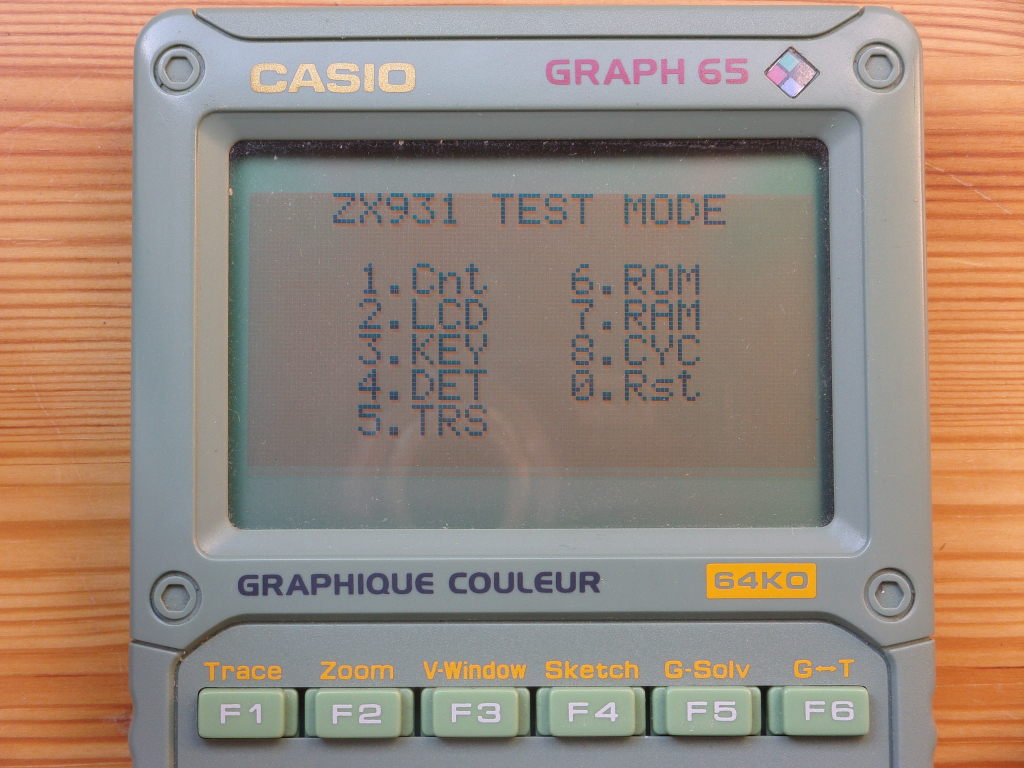 CASIO GRAPH 65
ZX931 TEST MODE
1.Cnt 6.ROM
2.LCD 7.RAM
3.KEY 8.CYC
4.DET 0.Rst
5.TRS
GRAPHIQUE COULEUR 64KO
Trace Zoom V-Window Sketch G-Solv G↔T
F1 F2 F3 F4 F5 F6